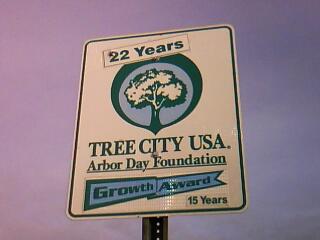 22 Years
TREE CITY USA®
Arbor Day Foundation
Growth Award
15 Years